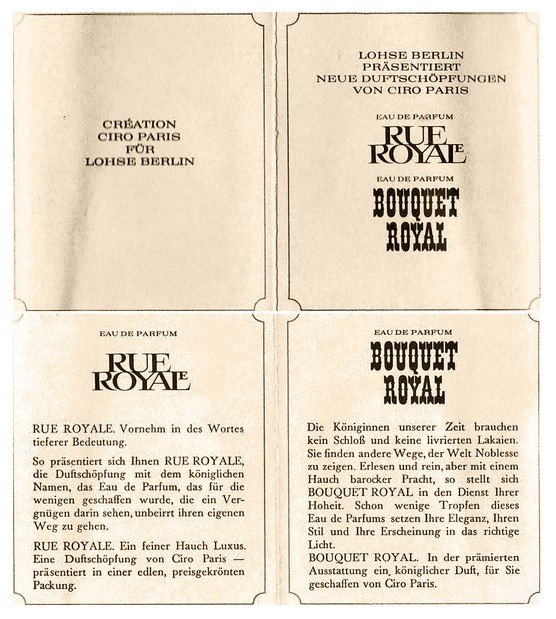 CRÉATION
CIRO PARIS
FÜR
LOHSE BERLIN
LOHSE BERLIN
PRÄSENTIERT
NEUE DUFTSCHÖPFUNGEN
VON CIRO PARIS
EAU DE PARFUM
RUE
ROYALE
EAU DE PARFUM
BOUQUET
ROYAL
EAU DE PARFUM
RUE
ROYALE
RUE ROYALE. Vornehm in des Wortes
tieferer Bedeutung.
So präsentiert sich Ihnen RUE ROYALE,
die Duftschöpfung mit dem königlichen
Namen, das Eau de Parfum, das für die
wenigen geschaffen wurde, die ein Ver-
gnügen darin sehen, unbeirrt ihren eigenen
Weg zu gehen.
RUE ROYALE. Ein feiner Hauch Luxus.
Eine Duftschöpfung von Ciro Paris —
präsentiert in einer edlen, preisgekrönten
Packung.
EAU DE PARFUM
BOUQUET
ROYAL
Die Königinnen unserer Zeit brauchen
kein Schloß und keine livrierten Lakaien.
Sie finden andere Wege, der Welt Noblesse
zu zeigen. Erlesen und rein, aber mit einem
Hauch barocker Pracht, so stellt sich
BOUQUET ROYAL in den Dienst Ihrer
Hoheit. Schon wenige Tropfen dieses
Eau de Parfums setzen Ihre Eleganz, Ihren
Stil und Ihre Erscheinung in das richtige
Licht.
BOUQUET ROYAL. In der prämierten
Ausstattung ein königlicher Duft, für Sie
geschaffen von Ciro Paris.